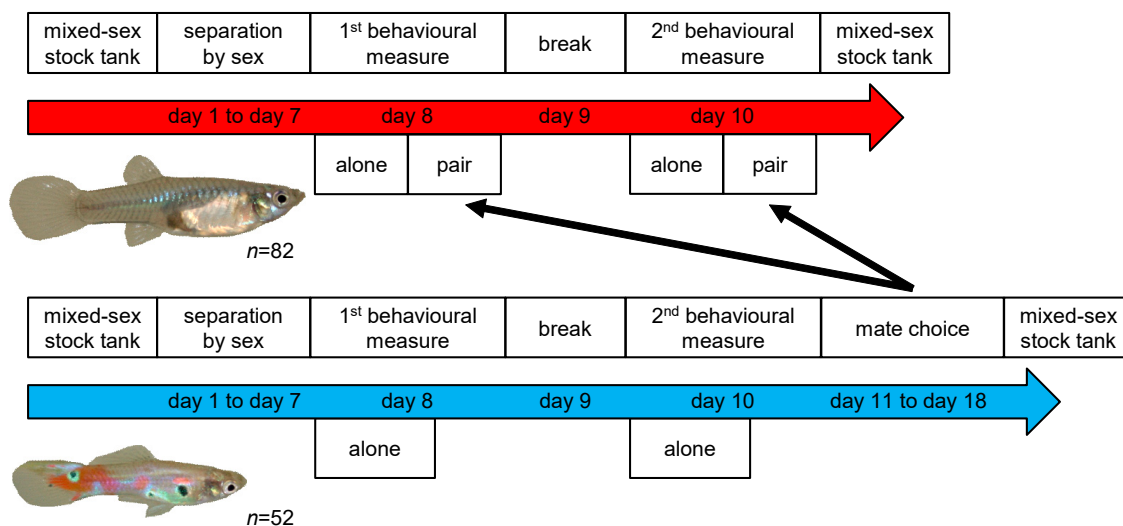 mixed-sex separation 1st behavioural break 2nd behavioural mixed-sex
stock tank by sex measure measure stock tank
day 1 to day 7 day 8 day 9 day 10
alone pair alone pair
n=82
mixed-sex separation 1st behavioural break 2nd behavioural mate choice mixed-sex
stock tank by sex measure measure stock tank
day 1 to day 7 day 8 day 9 day 10 day 11 to day 18
alone alone
n=52